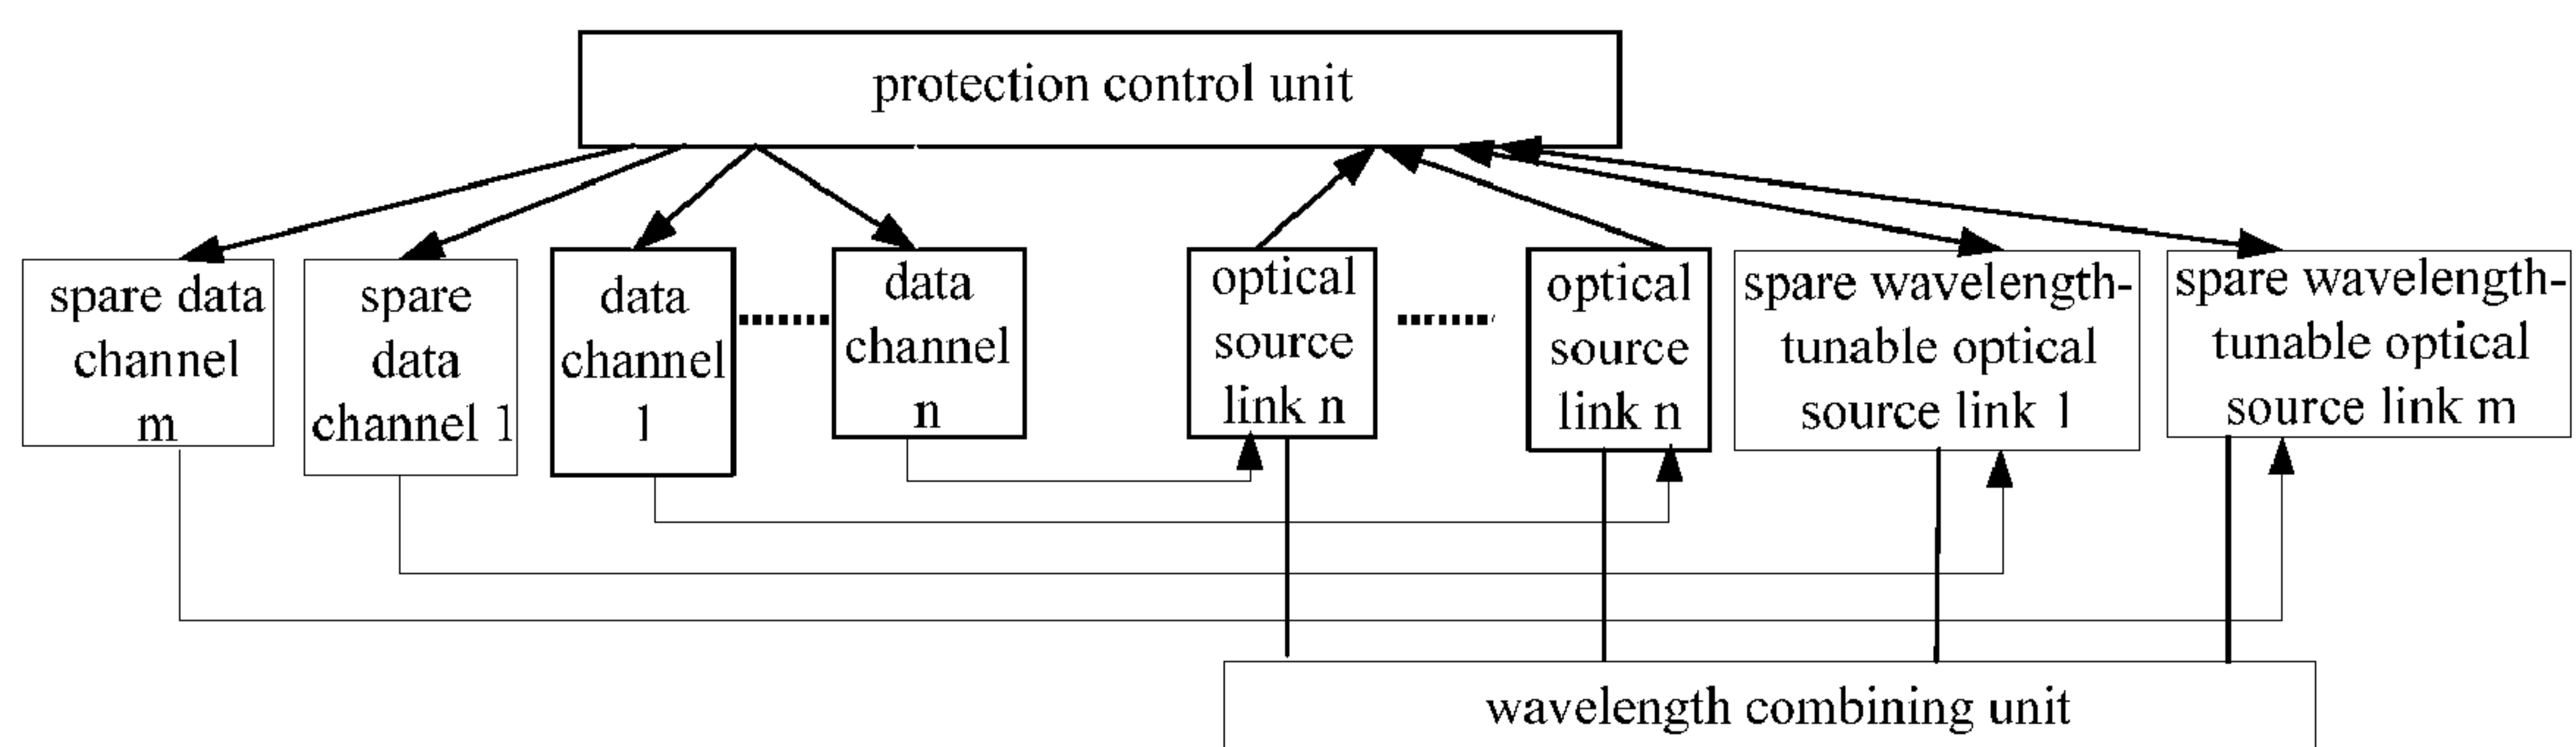 protection control unit
spare data
channel
m
spare
data
channel 1
data
channel
1
data
channel
n
optical
source
link n
optical
source
link n
spare wavelength-
tunable optical
source link 1
spare wavelength-
tunable optical
source link m
wavelength combining unit